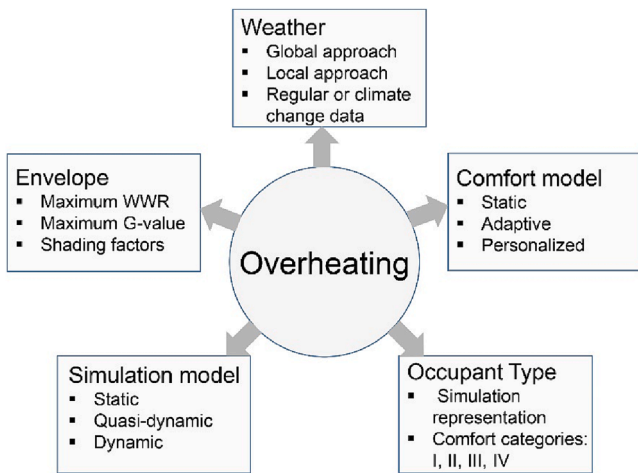 Weather
▪ Global approach
▪ Local approach
▪ Regular or climate
change data
Envelope
▪ Maximum WWR
▪ Maximum G-value
▪ Shading factors
Comfort model
▪ Static
▪ Adaptive
▪ Personalized
Overheating
Simulation model
▪ Static
▪ Quasi-dynamic
▪ Dynamic
Occupant Type
▪ Simulation
representation
▪ Comfort categories:
I, II, III, IV